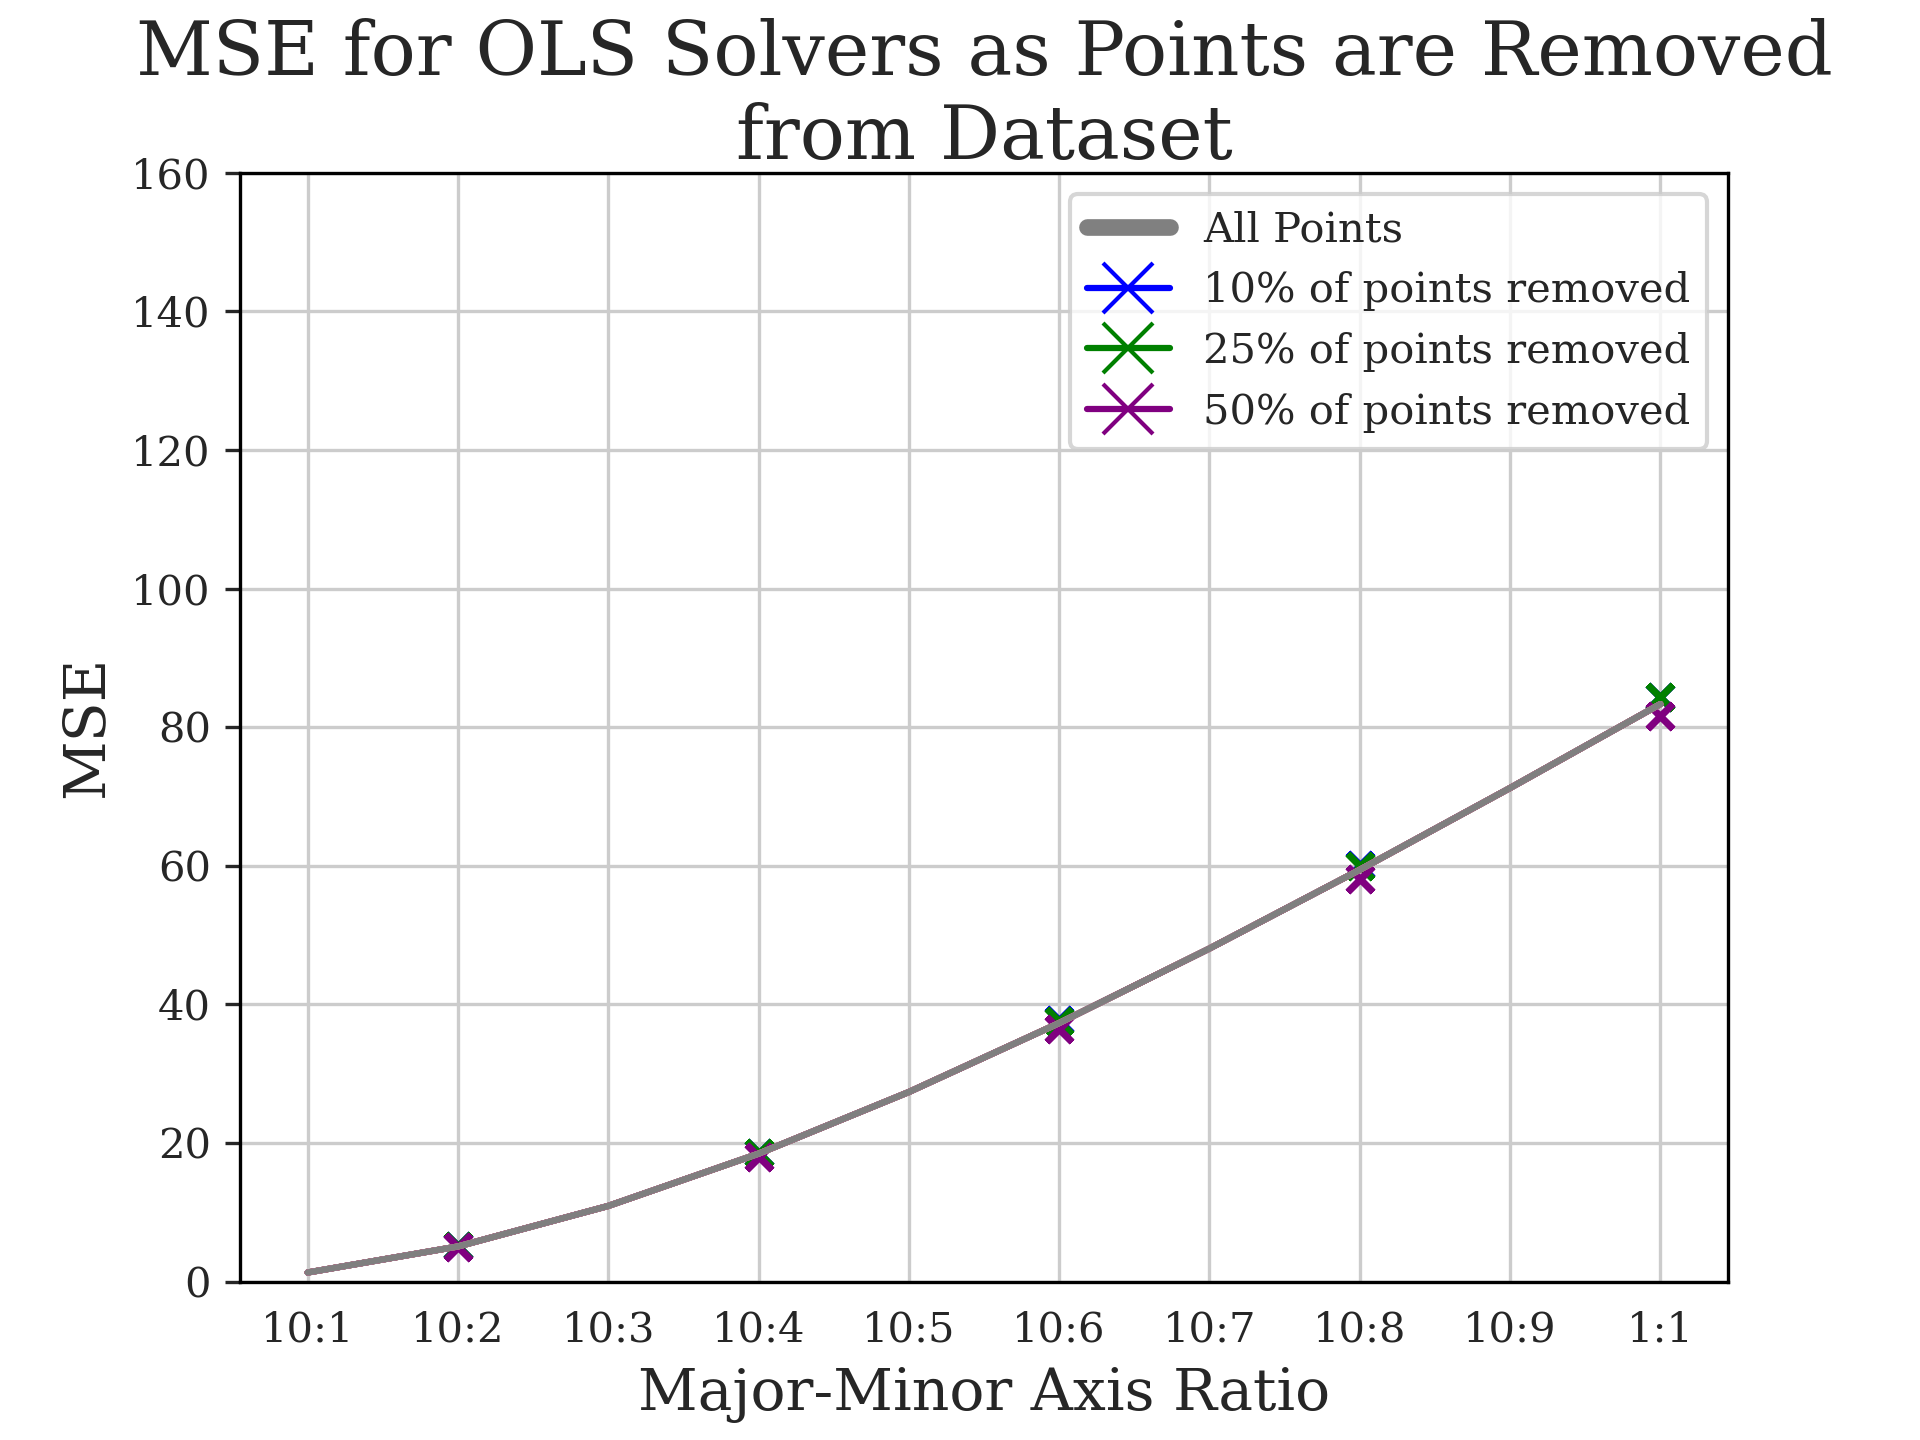 MSE for OLS Solvers as Points are Removed
from Dataset
160
140
120
100
80
60
40
20
0
MSE
All Points
10% of points removed
25% of points removed
50% of points removed
10:1 10:2 10:3 10:4 10:5 10:6 10:7 10:8 10:9 1:1
Major-Minor Axis Ratio